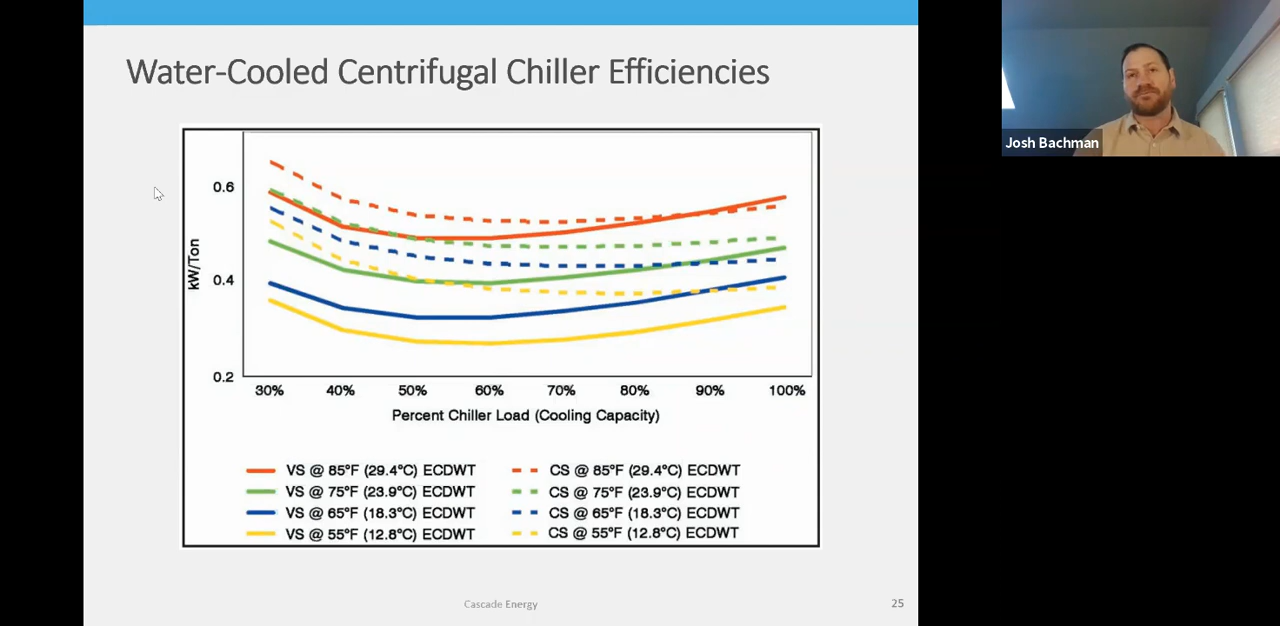 Water-Cooled Centrifugal Chiller Efficiencies
Josh Bachman
0.6
0.4
0.2
kW/Ton
30% 40% 50% 60% 70% 80% 90% 100%
Percent Chiller Load (Cooling Capacity)
VS @ 85°F (29.4°C) ECDWT CS @ 85°F (29.4°C) ECDWT
VS @ 75°F (23.9°C) ECDWT CS @ 75°F (23.9°C) ECDWT
VS @ 65°F (18.3°C) ECDWT CS @ 65°F (18.3°C) ECDWT
VS @ 55°F (12.8°C) ECDWT CS @ 55°F (12.8°C) ECDWT
Cascade Energy 25